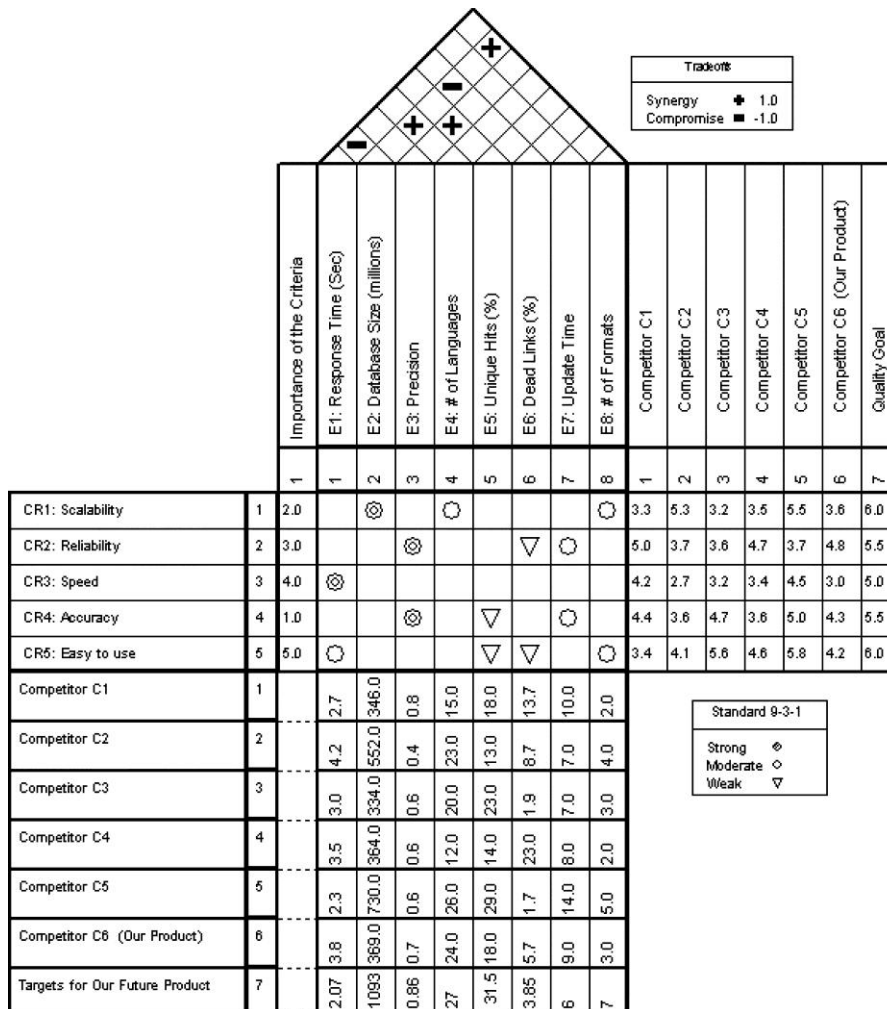 Tradeoffs
Synergy + 1.0
Compromise - -1.0
Importance of the Criteria
E1: Response Time (Sec)
E2: Database Size (millions)
E3: Precision
E4: # of Languages
E5: Unique Hits (%)
E6: Dead Links (%)
E7: Update Time
E8: # of Formats
Competitor C1
Competitor C2
Competitor C3
Competitor C4
Competitor C5
Competitor C6 (Our Product)
Quality Goal
1 1 2 3 4 5 6 7 8 1 2 3 4 5 6 7
CR1: Scalability 1 2.0 3.3 5.3 3.2 3.5 5.5 3.6 6.0
CR2: Reliability 2 3.0 5.0 3.7 3.6 4.7 3.7 4.8 5.5
CR3: Speed 3 4.0 4.2 2.7 3.2 3.4 4.5 3.0 5.0
CR4: Accuracy 4 1.0 4.4 3.6 4.7 3.6 5.0 4.3 5.5
CR5: Easy to use 5 5.0 3.4 4.1 5.6 4.6 5.8 4.2 6.0
Competitor C1 1 2.7 346.0 0.8 15.0 18.0 13.7 10.0 2.0
Competitor C2 2 4.2 552.0 0.4 23.0 13.0 8.7 7.0 4.0
Competitor C3 3 3.0 334.0 0.6 20.0 23.0 1.9 7.0 3.0
Competitor C4 4 3.5 364.0 0.6 12.0 14.0 23.0 8.0 2.0
Competitor C5 5 2.3 730.0 0.6 26.0 29.0 1.7 14.0 5.0
Competitor C6 (Our Product) 6 3.8 369.0 0.7 24.0 18.0 5.7 9.0 3.0
Targets for Our Future Product 7 2.07 1093 0.86 27 31.5 3.85 6 7
Standard 9-3-1
Strong
Moderate
Weak